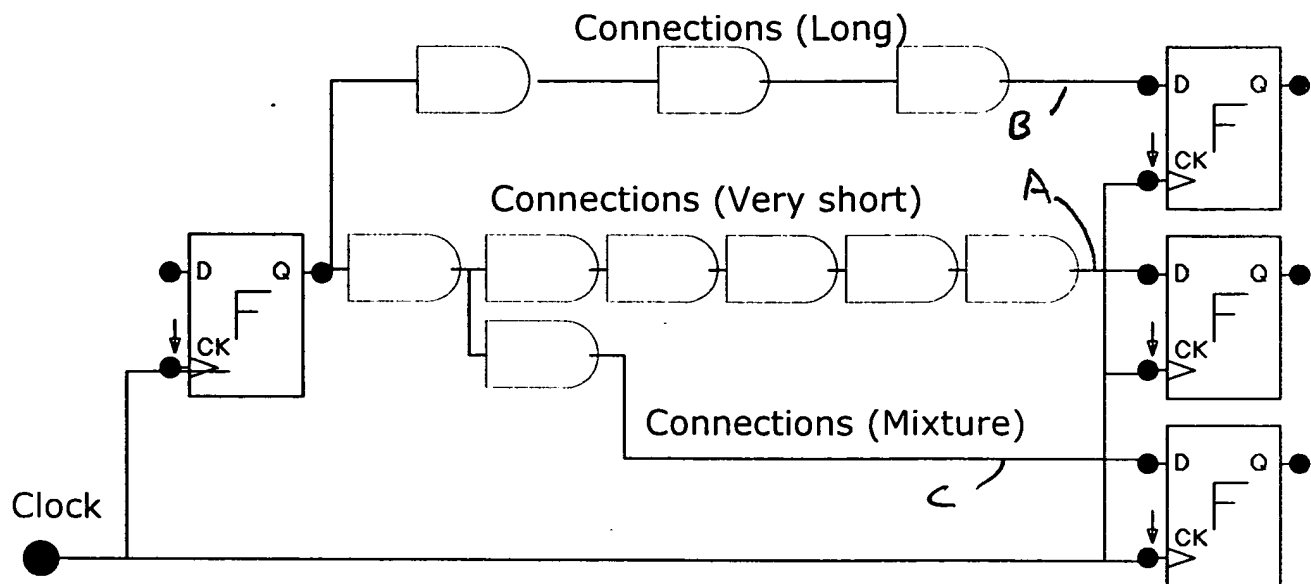 Connections (Long)
D Q
F
CK
B
Connections (Very short)
A
D Q
F
CK
D Q
F
CK
Connections (Mixture)
C
D Q
F
CK
Clock